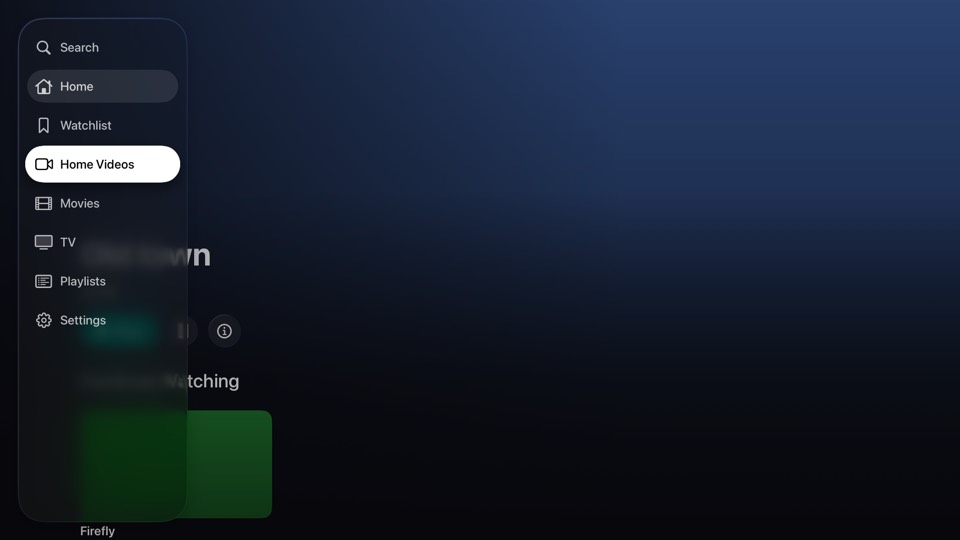 Search
Home
Watchlist
Home Videos
Movies
TV
Playlists
Settings
Firefly